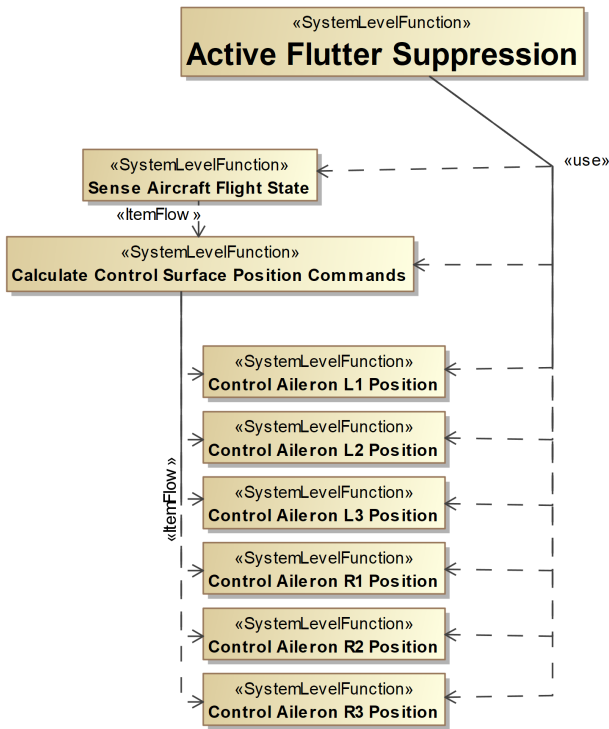 «SystemLevelFunction»
Active Flutter Suppression
«use»
«SystemLevelFunction»
Sense Aircraft Flight State
«ItemFlow »
«SystemLevelFunction»
Calculate Control Surface Position Commands
«SystemLevelFunction»
Control Aileron L1 Position
«SystemLevelFunction»
Control Aileron L2 Position
«ItemFlow »
«SystemLevelFunction»
Control Aileron L3 Position
«SystemLevelFunction»
Control Aileron R1 Position
«SystemLevelFunction»
Control Aileron R2 Position
«SystemLevelFunction»
Control Aileron R3 Position